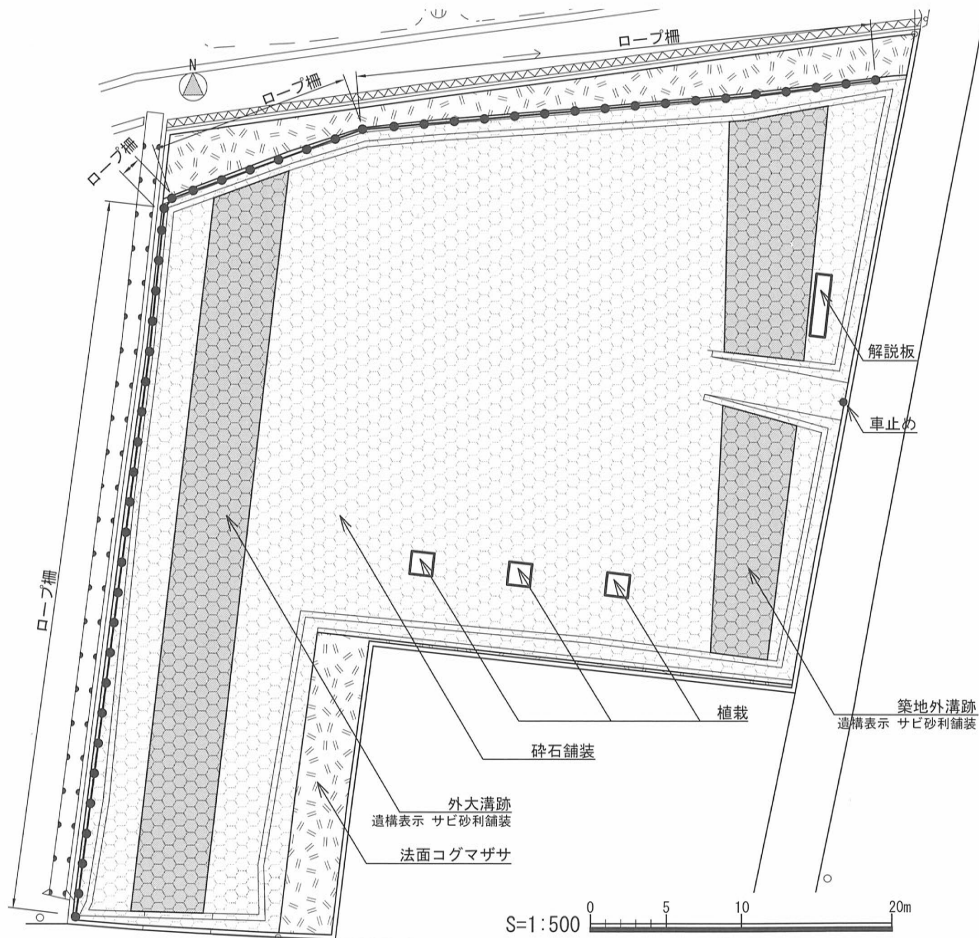 ロープ柵
N
ロープ柵
ロープ柵
解説板
車止め
ロープ柵
植栽
築地外溝跡
遺構表示 サビ砂利舗装
砕石舗装
外大溝跡
遺構表示 サビ砂利舗装
法面コグマザサ
S=1:500 0 5 10 20m